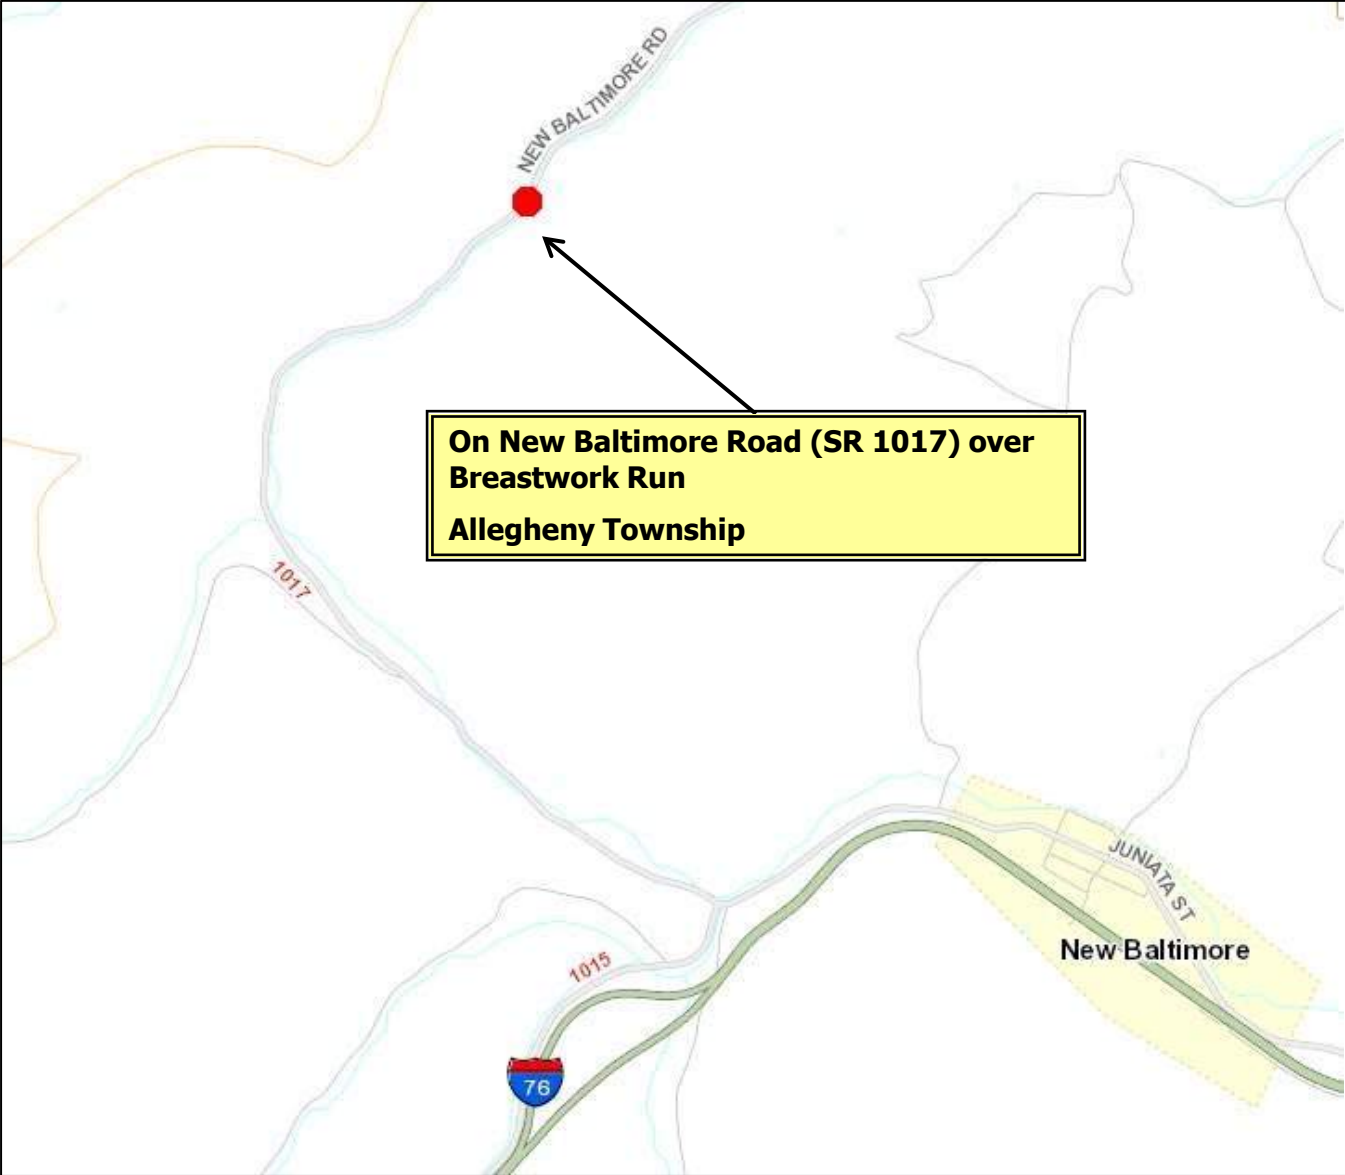 NEW BALTIMORE RD
On New Baltimore Road (SR 1017) over
Breastwork Run
Allegheny Township
1017
JUNIATA ST
New Baltimore
1015
76